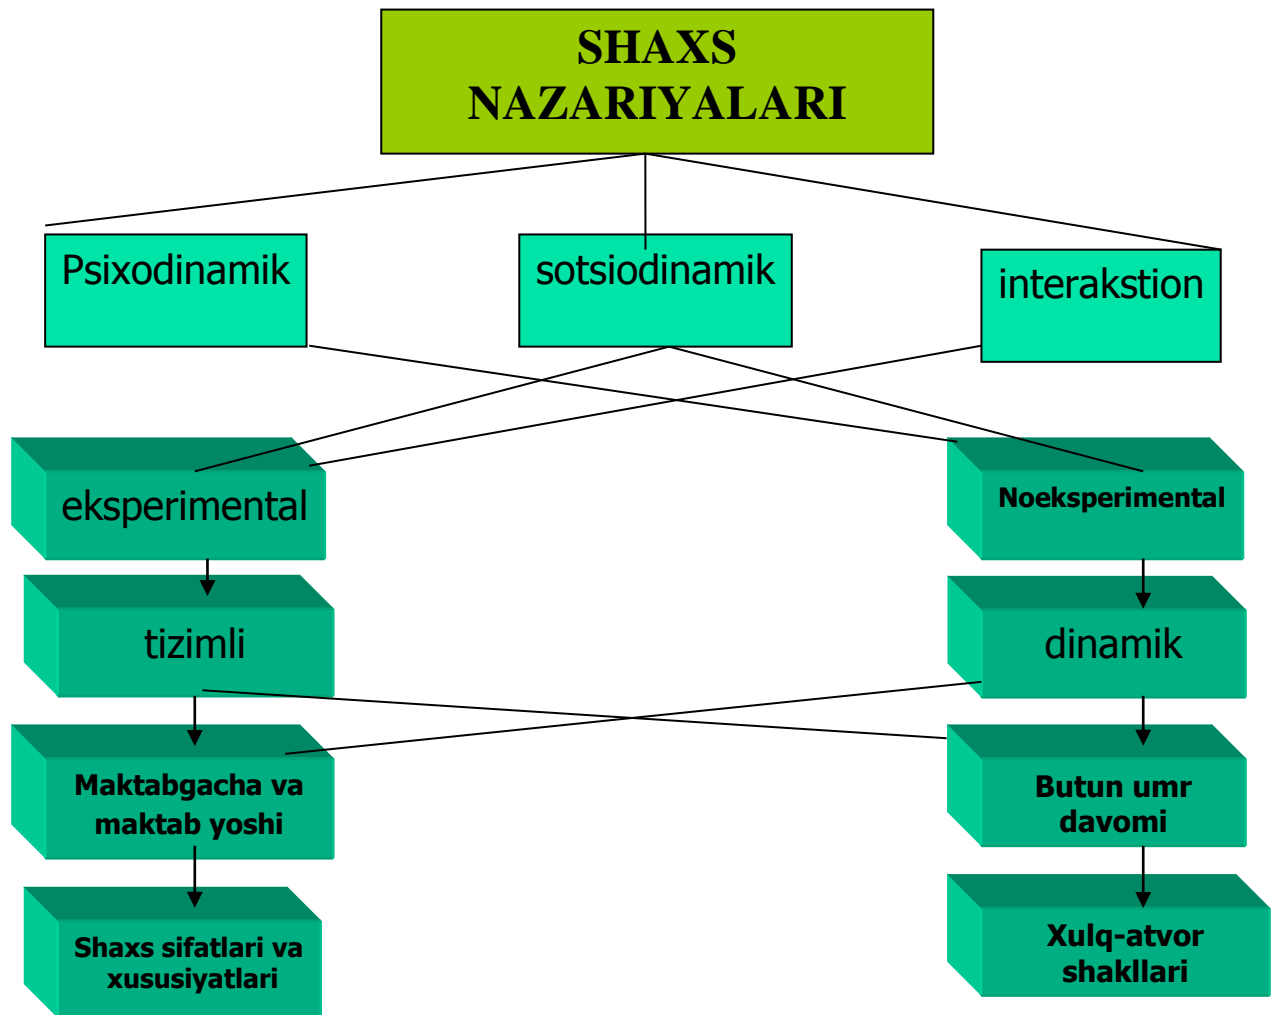 SHAXS
NAZARIYALARI
Psixodinamik
sotsiodinamik
interakstion
eksperimental
Noeksperimental
tizimli
dinamik
Maktabgacha va
maktab yoshi
Butun umr
davomi
Shaxs sifatlari va
xususiyatlari
Xulq-atvor
shakllari